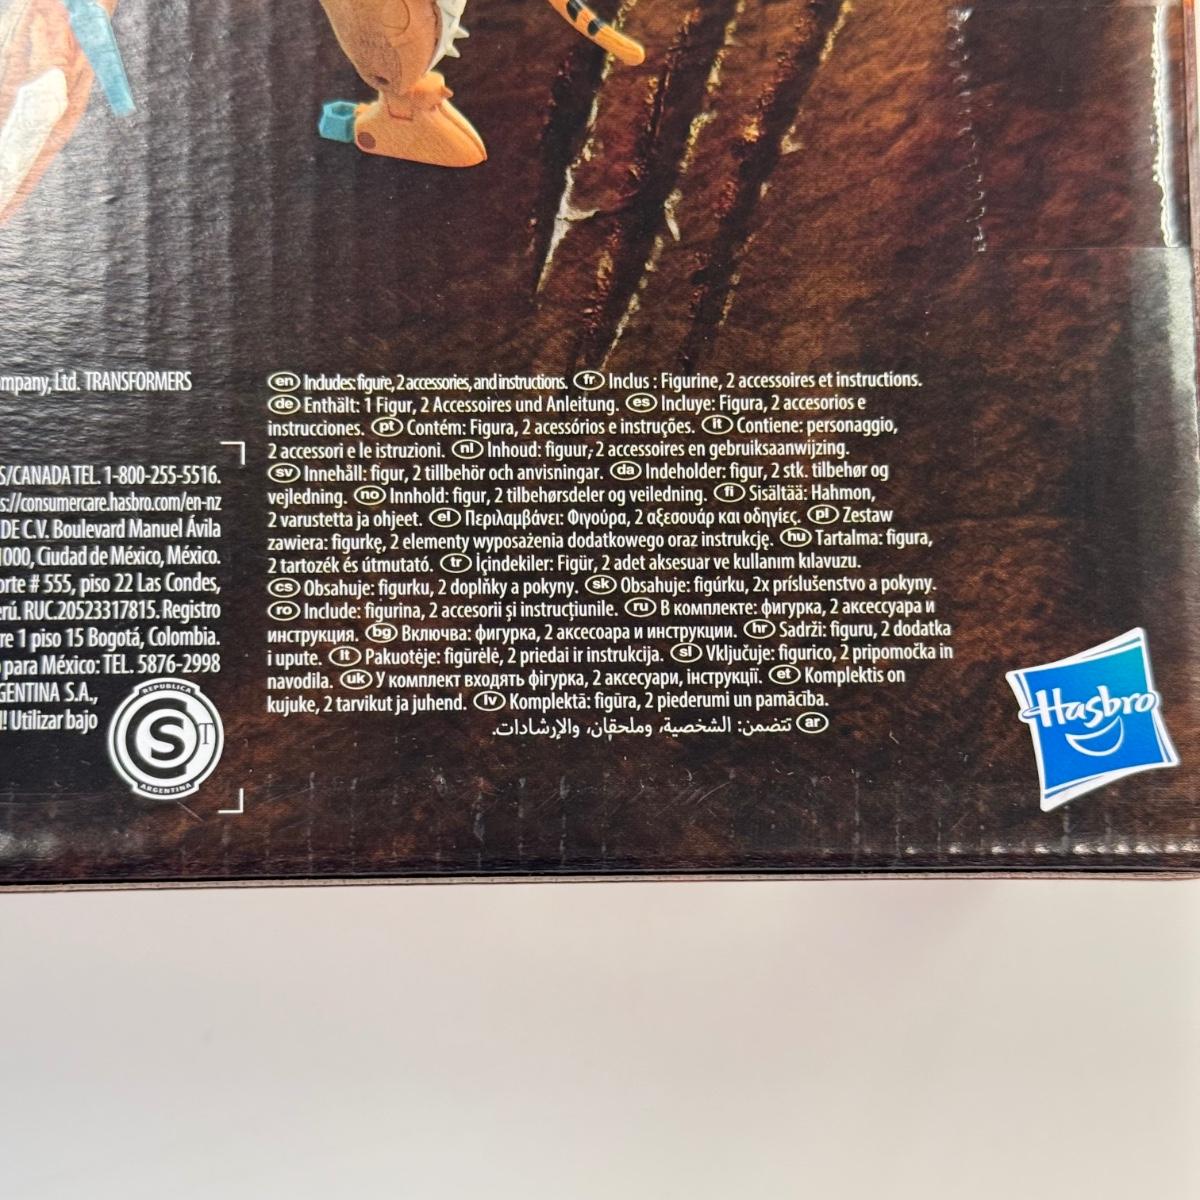 mpany, Ltd. TRANSFORMERS
S/CANADA TEL. 1-800-255-5516.
s://consumercare.hasbro.com/en-nz
DE C.V. Boulevard Manuel Ávila
1000, Ciudad de México, México.
orte # 555, piso 22 Las Condes,
erú. RUC.20523317815. Registro
re 1 piso 15 Bogotá, Colombia.
para México: TEL. 5876-2998
GENTINA S.A.,
! Utilizar bajo
REPUBLICA
S T
ARGENTINA
en Includes: figure, 2 accessories, and instructions. fr Inclus : Figurine, 2 accessoires et instructions.
de Enthält: 1 Figur, 2 Accessoires und Anleitung. es Incluye: Figura, 2 accesorios e
instrucciones. pt Contém: Figura, 2 acessórios e instruções. it Contiene: personaggio,
2 accessori e le istruzioni. nl Inhoud: figuur, 2 accessoires en gebruiksaanwijzing.
sv Innehåll: figur, 2 tillbehör och anvisningar. da Indeholder: figur, 2 stk. tilbehør og
vejledning. no Innhold: figur, 2 tilbehørsdeler og veiledning. fi Sisältää: Hahmon,
2 varustetta ja ohjeet. el Περιλαμβάνει: Φιγούρα, 2 αξεσουάρ και οδηγίες. pl Zestaw
zawiera: figurkę, 2 elementy wyposażenia dodatkowego oraz instrukcję. hu Tartalma: figura,
2 tartozék és útmutató. tr İçindekiler: Figür, 2 adet aksesuar ve kullanım kılavuzu.
cs Obsahuje: figurku, 2 doplňky a pokyny. sk Obsahuje: figúrku, 2x príslušenstvo a pokyny.
ro Include: figurina, 2 accesorii și instrucțiunile. ru В комплекте: фигурка, 2 аксессуара и
инструкция. bg Включва: фигурка, 2 аксесоара и инструкции. hr Sadrži: figuru, 2 dodatka
i upute. lt Pakuotėje: figūrėlė, 2 priedai ir instrukcija. sl Vključuje: figurico, 2 pripomočka in
navodila. uk У комплект входять фігурка, 2 аксесуари, інструкції. et Komplektis on
kujuke, 2 tarvikut ja juhend. lv Komplektā: figūra, 2 piederumi un pamācība.
ar تتضمن: الشخصية، وملحقان، والإرشادات.
Hasbro